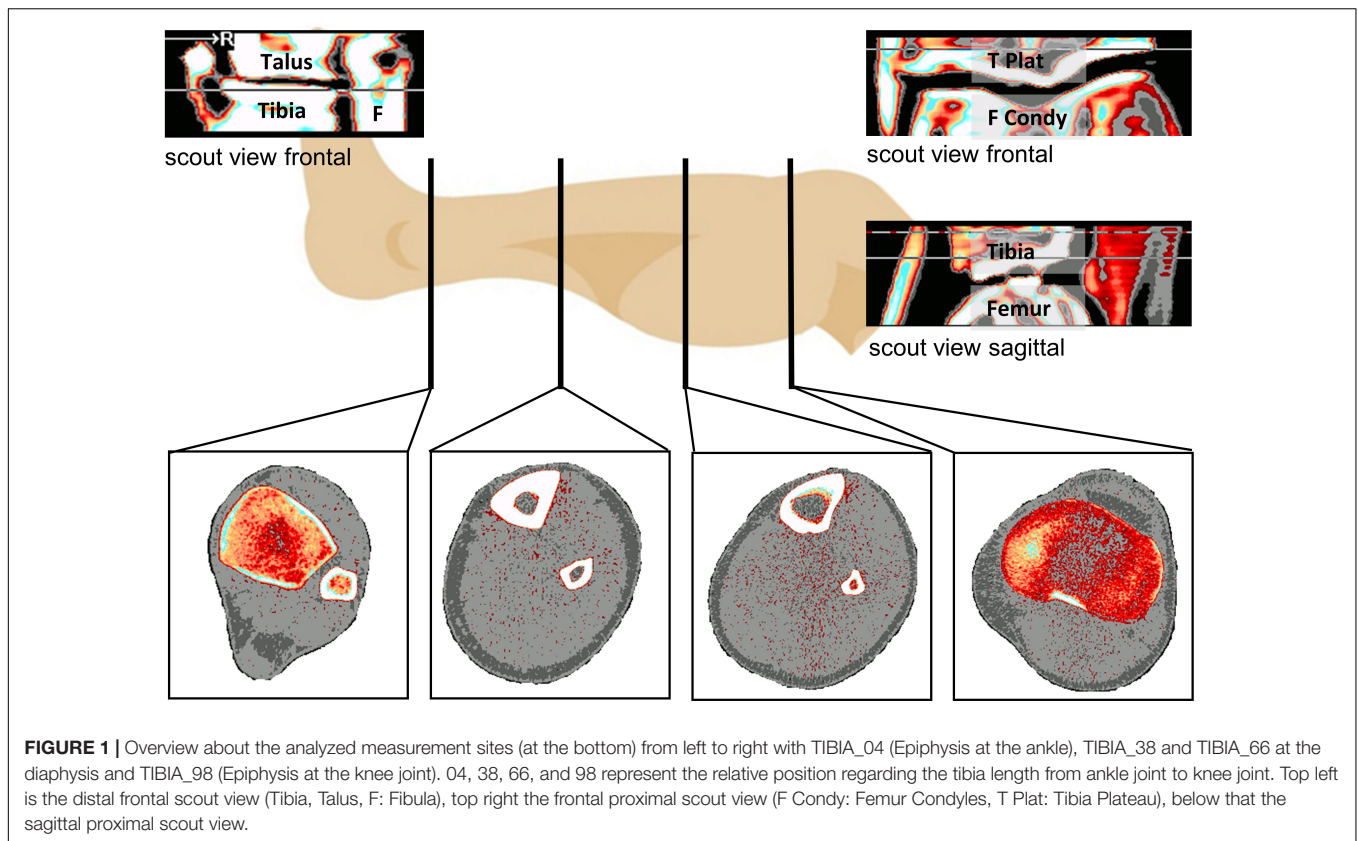 R
Talus
Tibia
F
scout view frontal
T Plat
F Condy
scout view frontal
Tibia
Femur
scout view sagittal
FIGURE 1 | Overview about the analyzed measurement sites (at the bottom) from left to right with TIBIA_04 (Epiphysis at the ankle), TIBIA_38 and TIBIA_66 at the
diaphysis and TIBIA_98 (Epiphysis at the knee joint). 04, 38, 66, and 98 represent the relative position regarding the tibia length from ankle joint to knee joint. Top left
is the distal frontal scout view (Tibia, Talus, F: Fibula), top right the frontal proximal scout view (F Condy: Femur Condyles, T Plat: Tibia Plateau), below that the
sagittal proximal scout view.